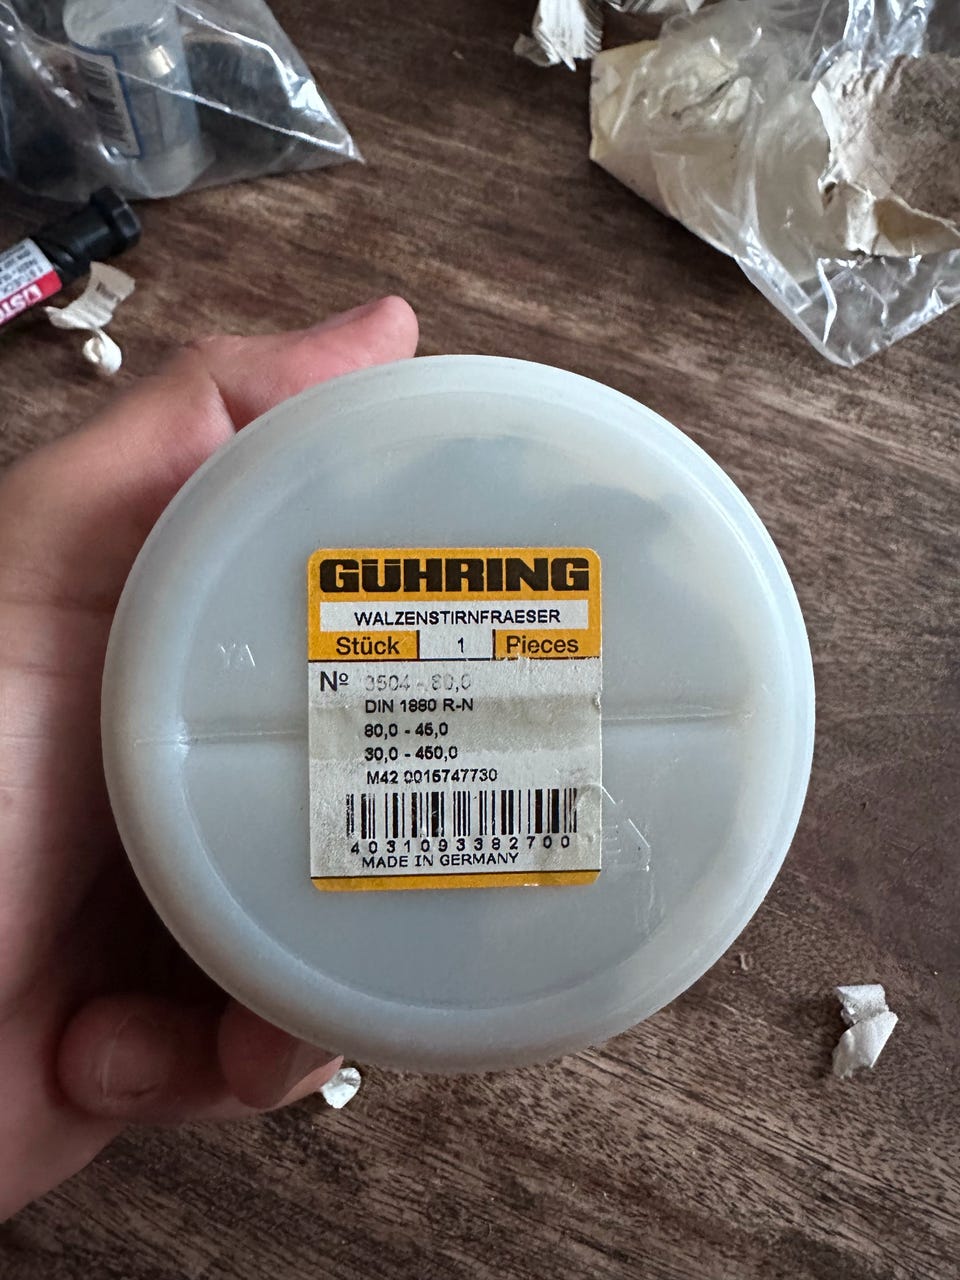 GÜHRING
WALZENSTIRNFRAESER
Stück 1 Pieces
Nº 3504 - 80,0
DIN 1880 R-N
80,0 - 45,0
30,0 - 450,0
M42 0015747730
4031093382700
MADE IN GERMANY